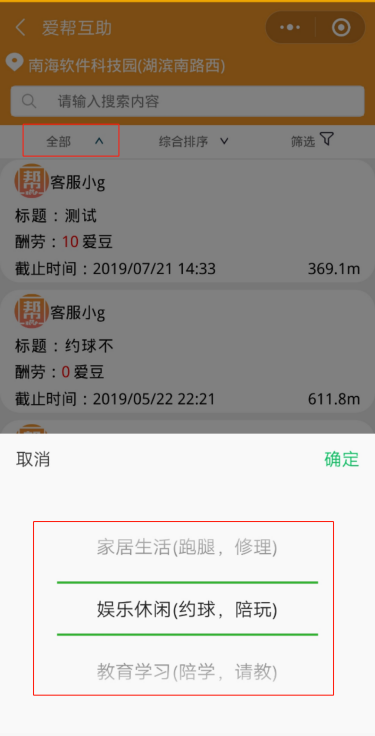 爱帮互助
南海软件科技园(湖滨南路西)
请输入搜索内容
全部 综合排序 筛选
帮 客服小g
标题：测试
酬劳：10 爱豆
截止时间：2019/07/21 14:33 369.1m
帮 客服小g
标题：约球不
酬劳：0 爱豆
截止时间：2019/05/22 22:21 611.8m
取消 确定
家居生活(跑腿，修理)
娱乐休闲(约球，陪玩)
教育学习(陪学，请教)